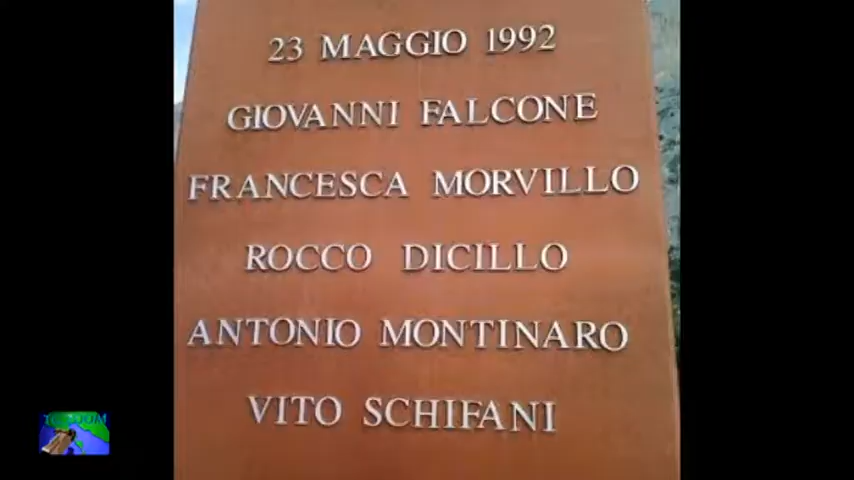 23 MAGGIO 1992
GIOVANNI FALCONE
FRANCESCA MORVILLO
ROCCO DICILLO
ANTONIO MONTINARO
VITO SCHIFANI